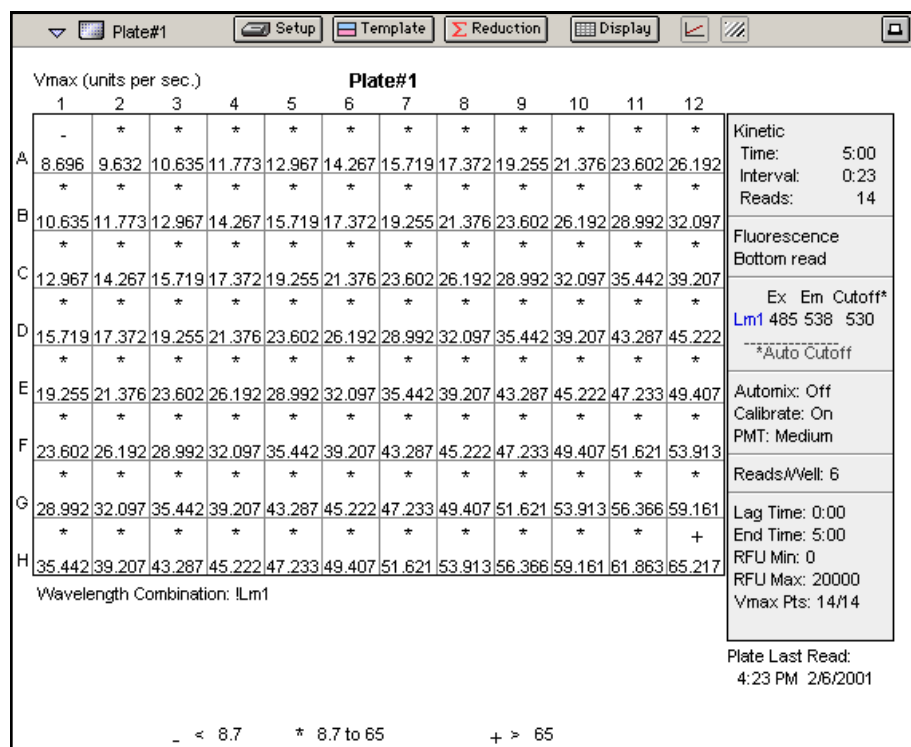 Plate#1 Setup Template Reduction Display
Vmax (units per sec.) Plate#1
1 2 3 4 5 6 7 8 9 10 11 12
- * * * * * * * * * * *
A 8.696 9.632 10.635 11.773 12.967 14.267 15.719 17.372 19.255 21.376 23.602 26.192
* * * * * * * * * * * *
B 10.635 11.773 12.967 14.267 15.719 17.372 19.255 21.376 23.602 26.192 28.992 32.097
* * * * * * * * * * * *
C 12.967 14.267 15.719 17.372 19.255 21.376 23.602 26.192 28.992 32.097 35.442 39.207
* * * * * * * * * * * *
D 15.719 17.372 19.255 21.376 23.602 26.192 28.992 32.097 35.442 39.207 43.287 45.222
* * * * * * * * * * * *
E 19.255 21.376 23.602 26.192 28.992 32.097 35.442 39.207 43.287 45.222 47.233 49.407
* * * * * * * * * * * *
F 23.602 26.192 28.992 32.097 35.442 39.207 43.287 45.222 47.233 49.407 51.621 53.913
* * * * * * * * * * * *
G 28.992 32.097 35.442 39.207 43.287 45.222 47.233 49.407 51.621 53.913 56.366 59.161
* * * * * * * * * * * +
H 35.442 39.207 43.287 45.222 47.233 49.407 51.621 53.913 56.366 59.161 61.863 65.217
Wavelength Combination: !Lm1
Kinetic
Time: 5:00
Interval: 0:23
Reads: 14
Fluorescence
Bottom read
Ex Em Cutoff*
Lm1 485 538 530
*Auto Cutoff
Automix: Off
Calibrate: On
PMT: Medium
Reads/Well: 6
Lag Time: 0:00
End Time: 5:00
RFU Min: 0
RFU Max: 20000
Vmax Pts: 14/14
Plate Last Read:
4:23 PM 2/6/2001
- < 8.7 * 8.7 to 65 + > 65